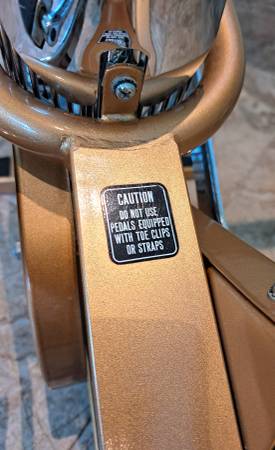 CAUTION
DO NOT USE
PEDALS EQUIPPED
WITH TOE CLIPS
OR STRAPS